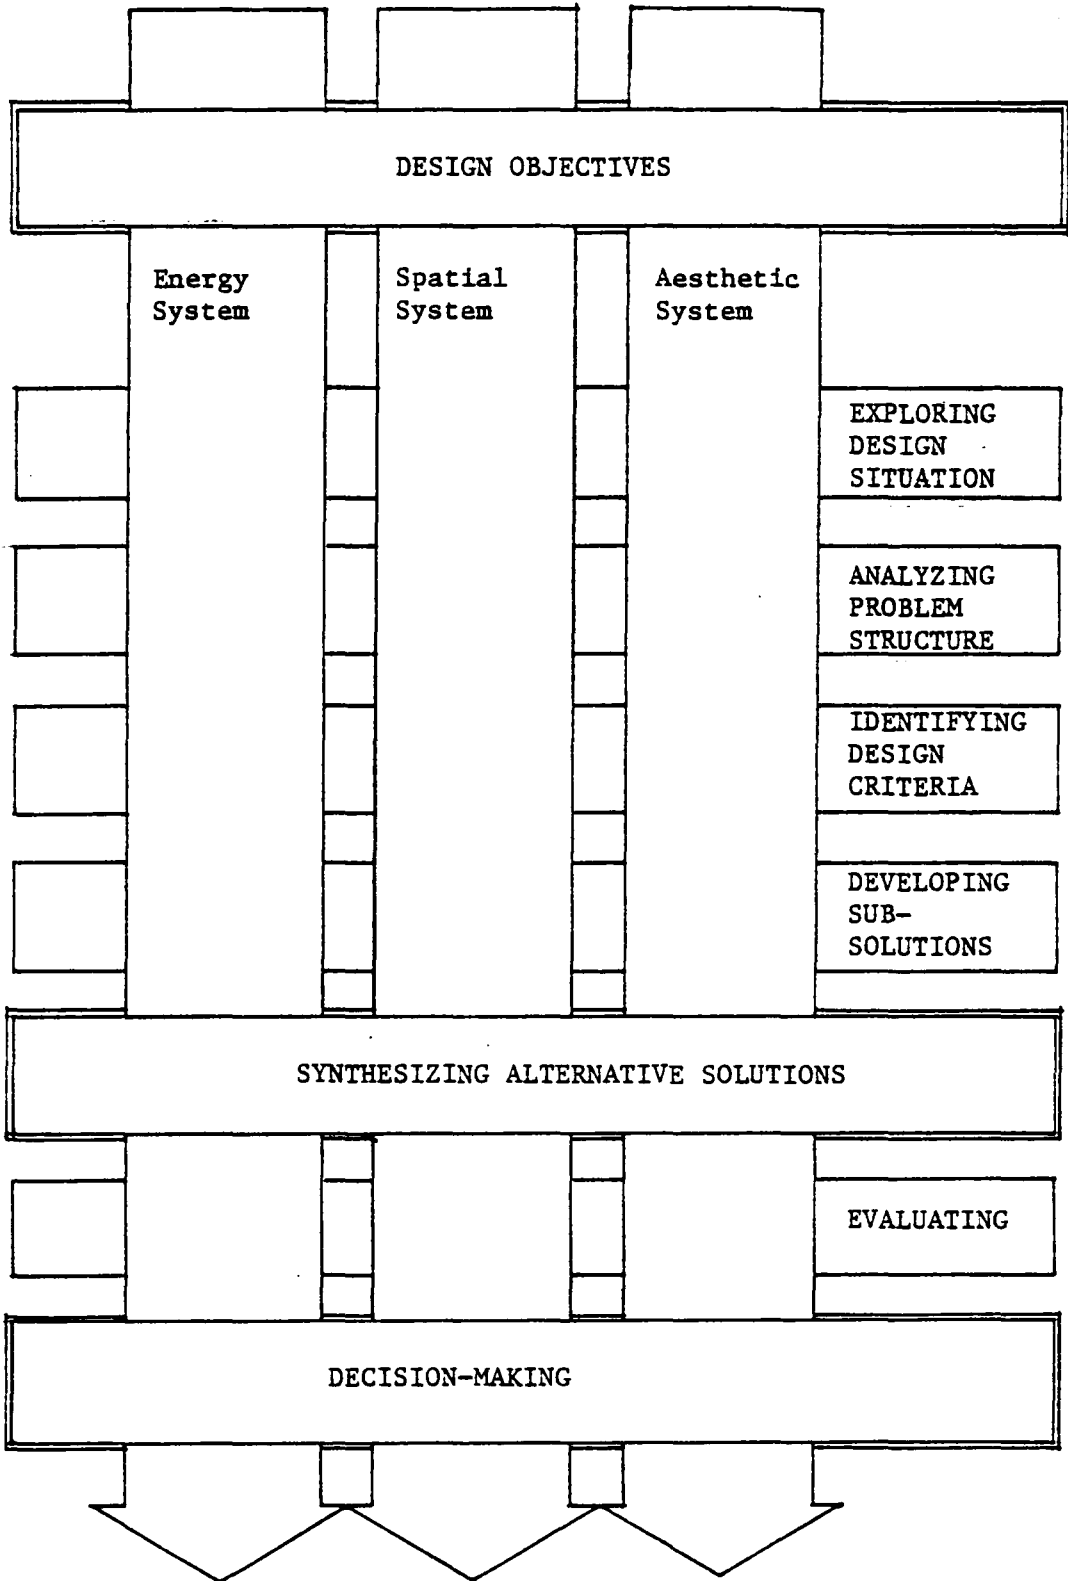 DESIGN OBJECTIVES
Energy
System
Spatial
System
Aesthetic
System
EXPLORING
DESIGN
SITUATION
ANALYZING
PROBLEM
STRUCTURE
IDENTIFYING
DESIGN
CRITERIA
DEVELOPING
SUB-
SOLUTIONS
SYNTHESIZING ALTERNATIVE SOLUTIONS
EVALUATING
DECISION-MAKING